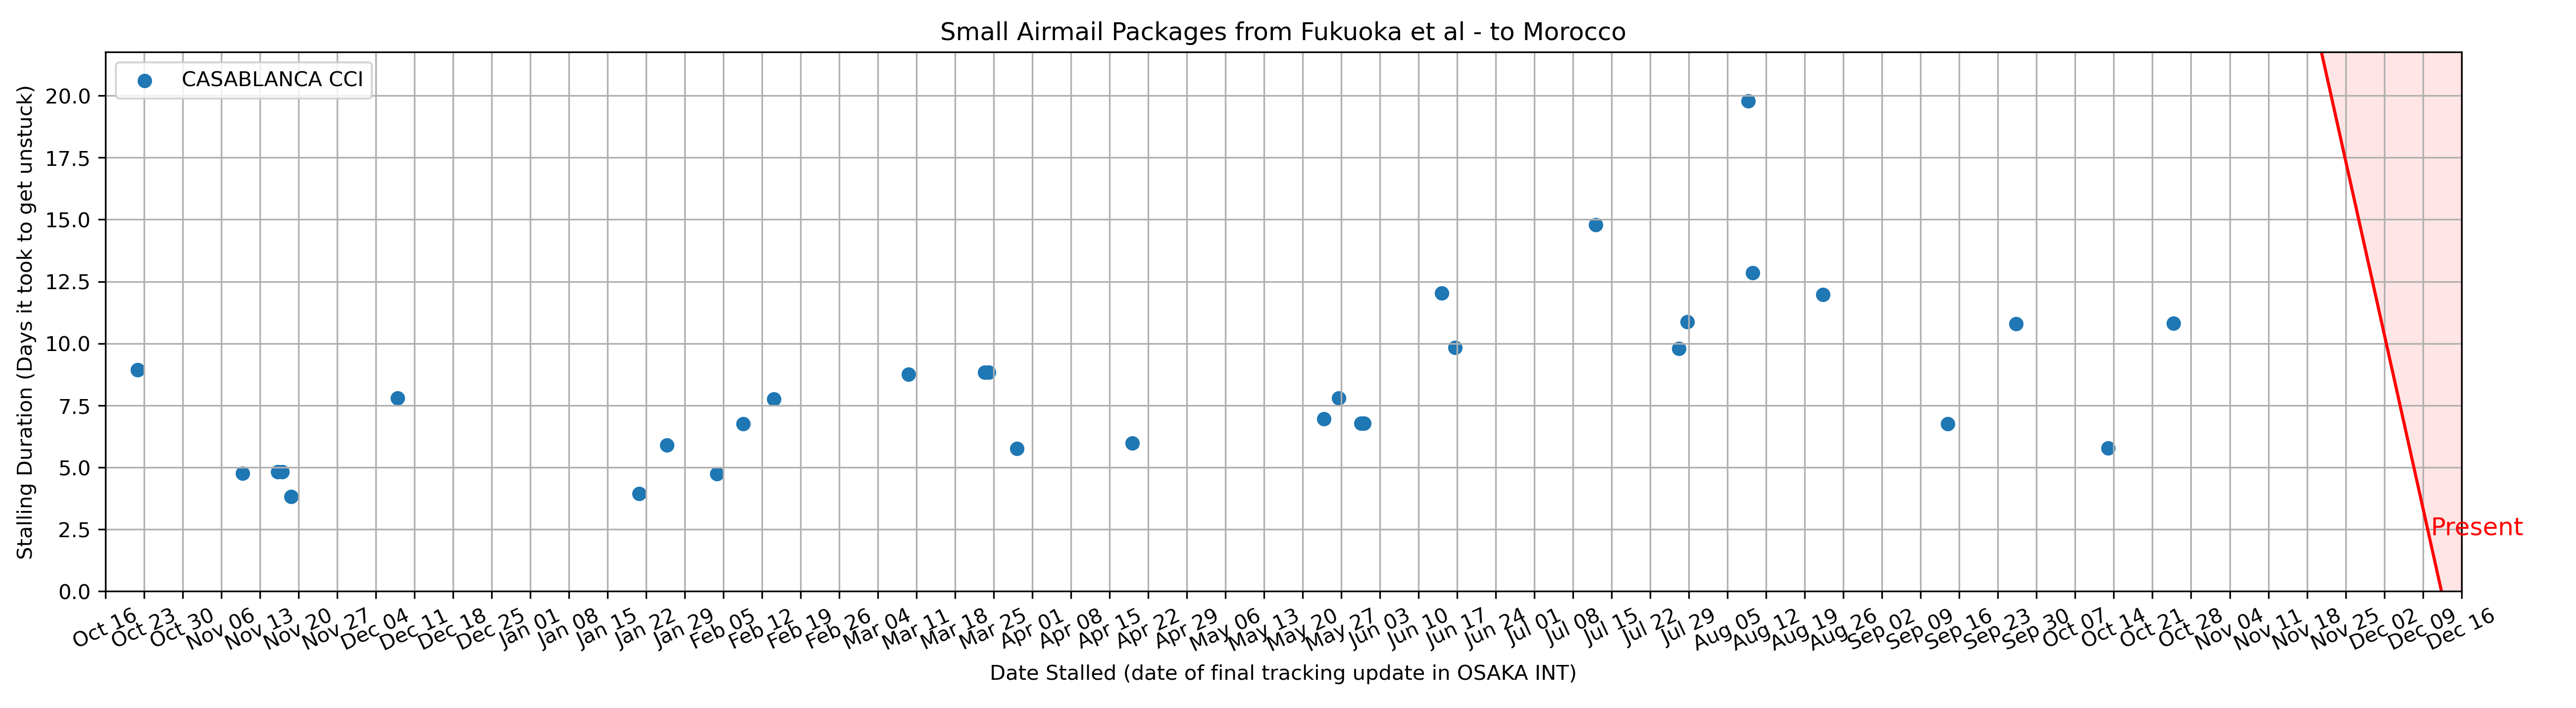 Small Airmail Packages from Fukuoka et al - to Morocco
CASABLANCA CCI
Stalling Duration (Days it took to get unstuck)
20.0
17.5
15.0
12.5
10.0
7.5
5.0
2.5
0.0
Present
Oct 16 Oct 23 Oct 30 Nov 06 Nov 13 Nov 20 Nov 27 Dec 04 Dec 11 Dec 18 Dec 25 Jan 01 Jan 08 Jan 15 Jan 22 Jan 29 Feb 05 Feb 12 Feb 19 Feb 26 Mar 04 Mar 11 Mar 18 Mar 25 Apr 01 Apr 08 Apr 15 Apr 22 Apr 29 May 06 May 13 May 20 May 27 Jun 03 Jun 10 Jun 17 Jun 24 Jul 01 Jul 08 Jul 15 Jul 22 Jul 29 Aug 05 Aug 12 Aug 19 Aug 26 Sep 02 Sep 09 Sep 16 Sep 23 Sep 30 Oct 07 Oct 14 Oct 21 Oct 28 Nov 04 Nov 11 Nov 18 Nov 25 Dec 02 Dec 09 Dec 16
Date Stalled (date of final tracking update in OSAKA INT)